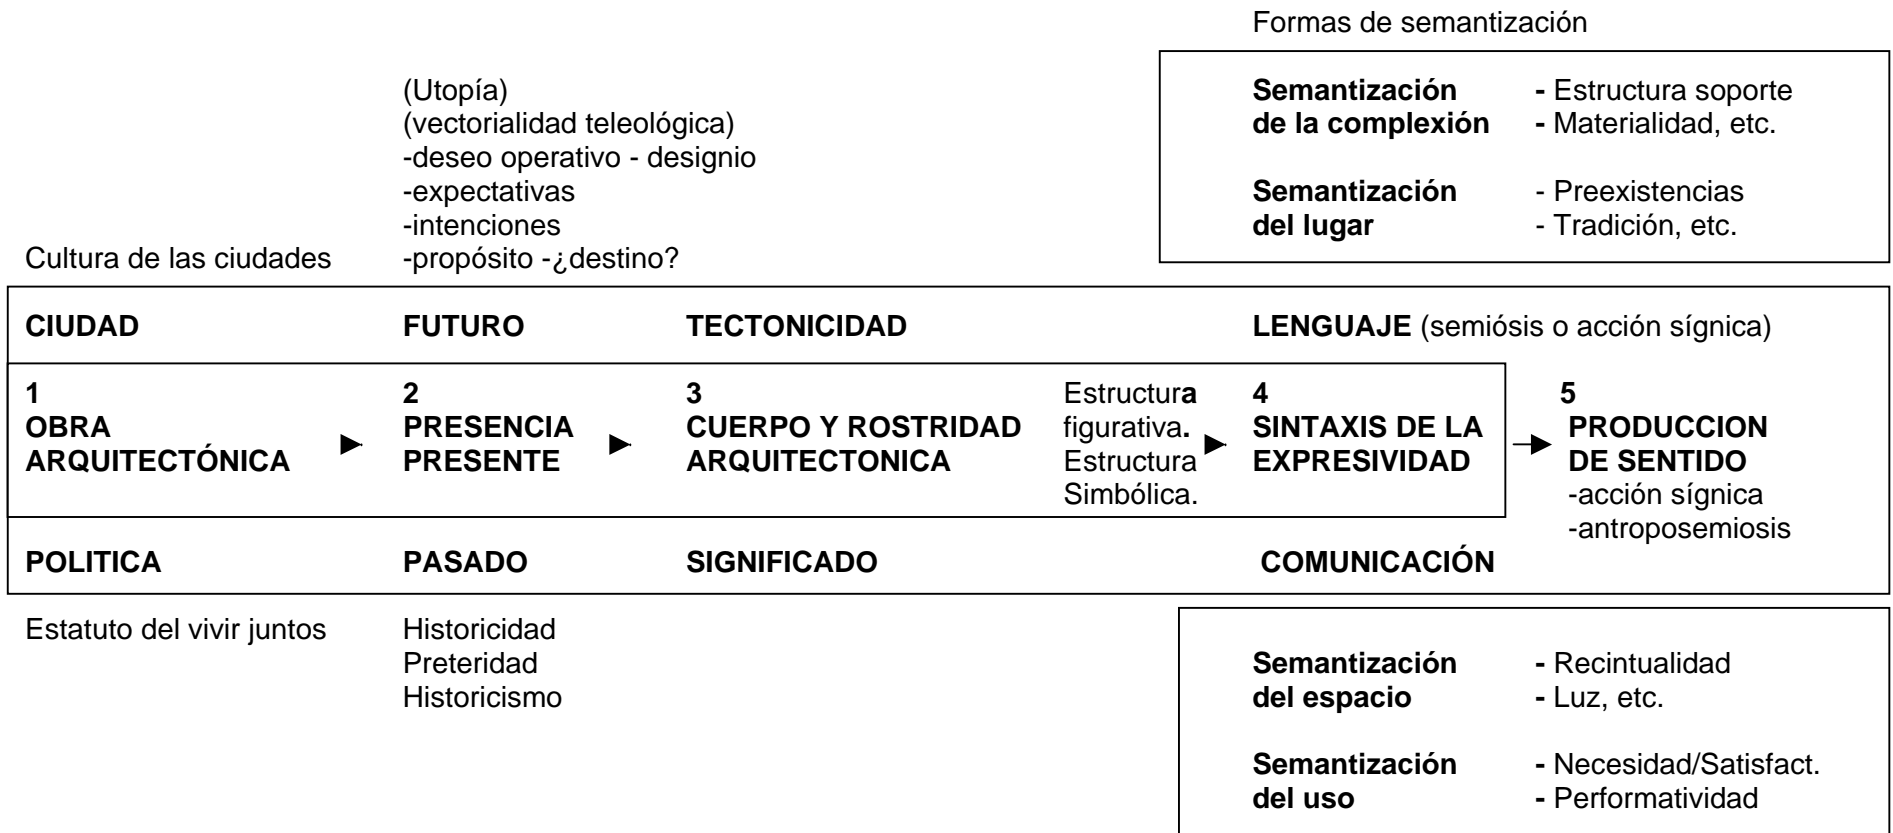 Formas de semantización
(Utopía)
(vectorialidad teleológica)
-deseo operativo - designio
-expectativas
-intenciones
-propósito -¿destino?
Cultura de las ciudades
Semantización - Estructura soporte
de la complexión - Materialidad, etc.
Semantización - Preexistencias
del lugar - Tradición, etc.
CIUDAD FUTURO TECTONICIDAD LENGUAJE (semiósis o acción sígnica)
1
OBRA
ARQUITECTÓNICA
2
PRESENCIA
PRESENTE
3
CUERPO Y ROSTRIDAD
ARQUITECTONICA
Estructura
figurativa.
Estructura
Simbólica.
4
SINTAXIS DE LA
EXPRESIVIDAD
5
PRODUCCION
DE SENTIDO
-acción sígnica
-antroposemiosis
POLITICA PASADO SIGNIFICADO COMUNICACIÓN
Estatuto del vivir juntos
Historicidad
Preteridad
Historicismo
Semantización - Recintualidad
del espacio - Luz, etc.
Semantización - Necesidad/Satisfact.
del uso - Performatividad